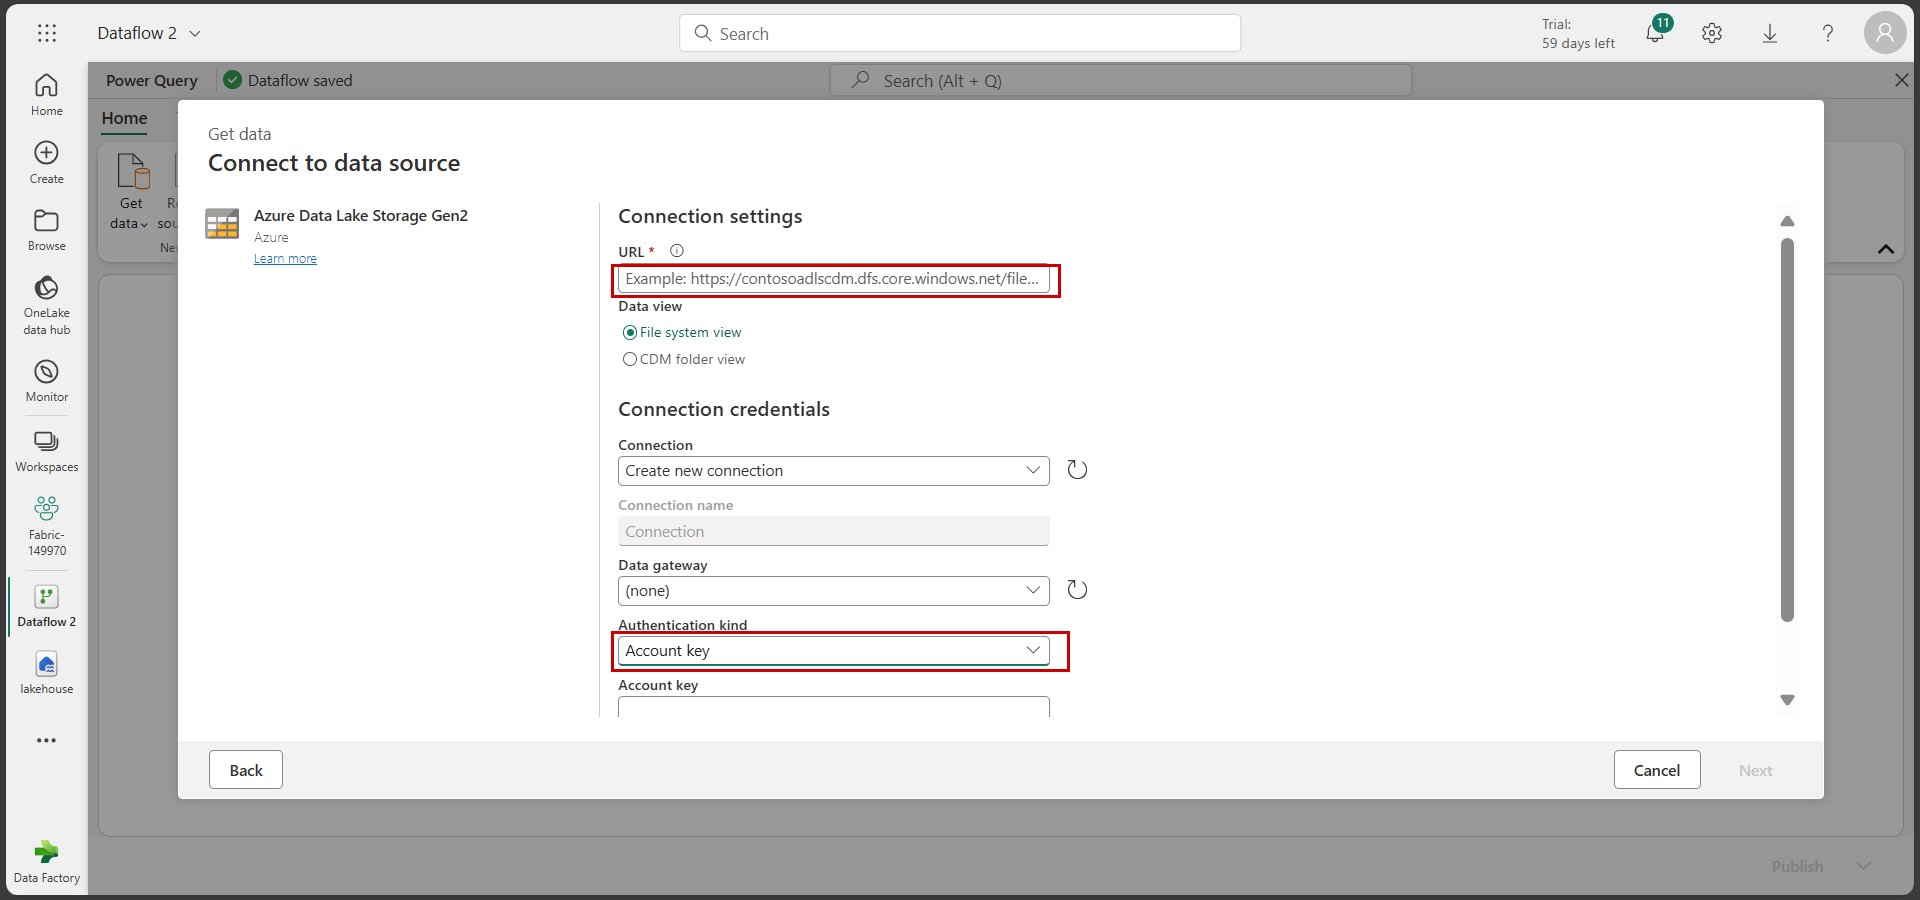 Dataflow 2
Search
Trial:
59 days left
11
Power Query
Dataflow saved
Search (Alt + Q)
Home
Create
Browse
OneLake
data hub
Monitor
Workspaces
Fabric-
149970
Dataflow 2
lakehouse
Data Factory
Home
Get
data
Get data
Connect to data source
Azure Data Lake Storage Gen2
Azure
Learn more
Connection settings
URL *
Example: https://contosoadlscdm.dfs.core.windows.net/file...
Data view
File system view
CDM folder view
Connection credentials
Connection
Create new connection
Connection name
Connection
Data gateway
(none)
Authentication kind
Account key
Account key
Back
Cancel
Next
Publish